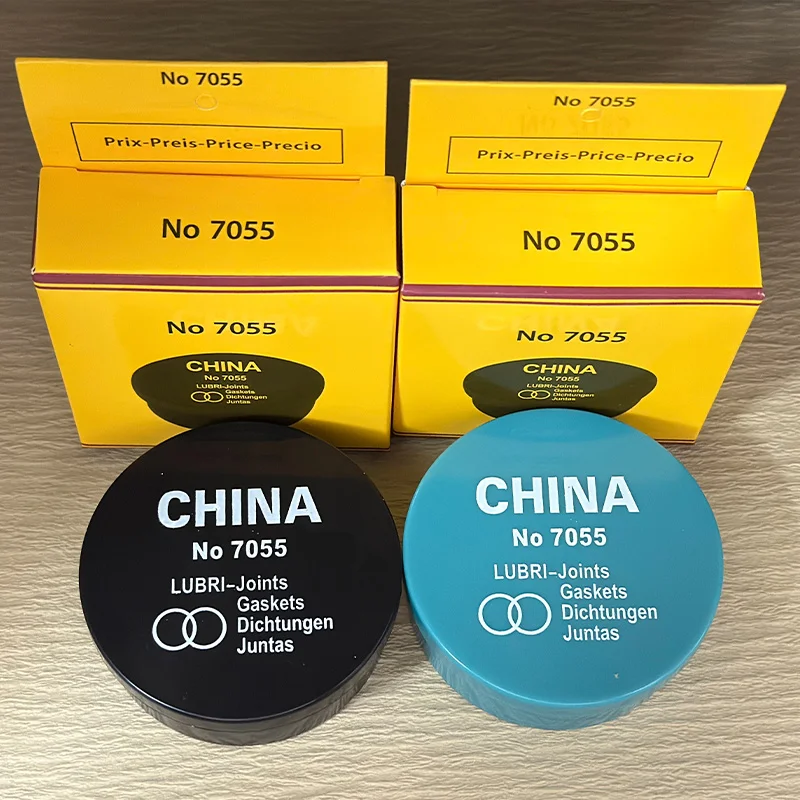 No 7055
Prix-Preis-Price-Precio
No 7055
No 7055
CHINA
No 7055
LUBRI-Joints
Gaskets
Dichtungen
Juntas
No 7055
Prix-Preis-Price-Precio
No 7055
No 7055
CHINA
No 7055
LUBRI-Joints
Gaskets
Dichtungen
Juntas
CHINA
No 7055
LUBRI-Joints
Gaskets
Dichtungen
Juntas
CHINA
No 7055
LUBRI-Joints
Gaskets
Dichtungen
Juntas